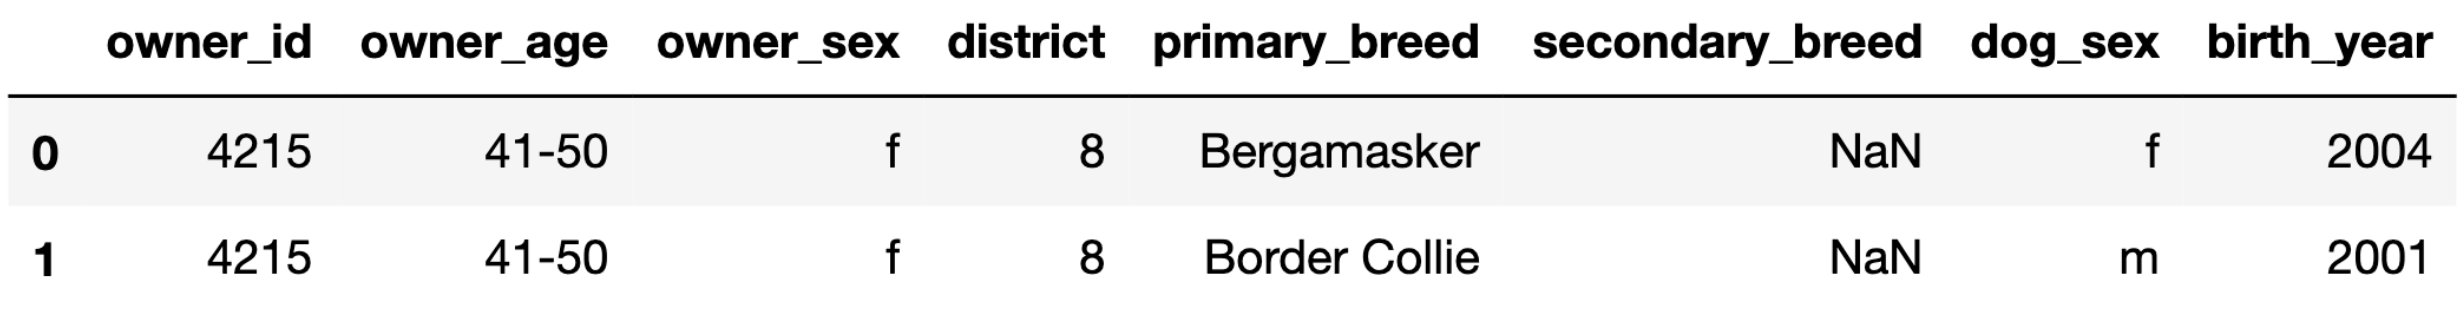 owner_id owner_age owner_sex district primary_breed secondary_breed dog_sex birth_year
0 4215 41-50 f 8 Bergamasker NaN f 2004
1 4215 41-50 f 8 Border Collie NaN m 2001